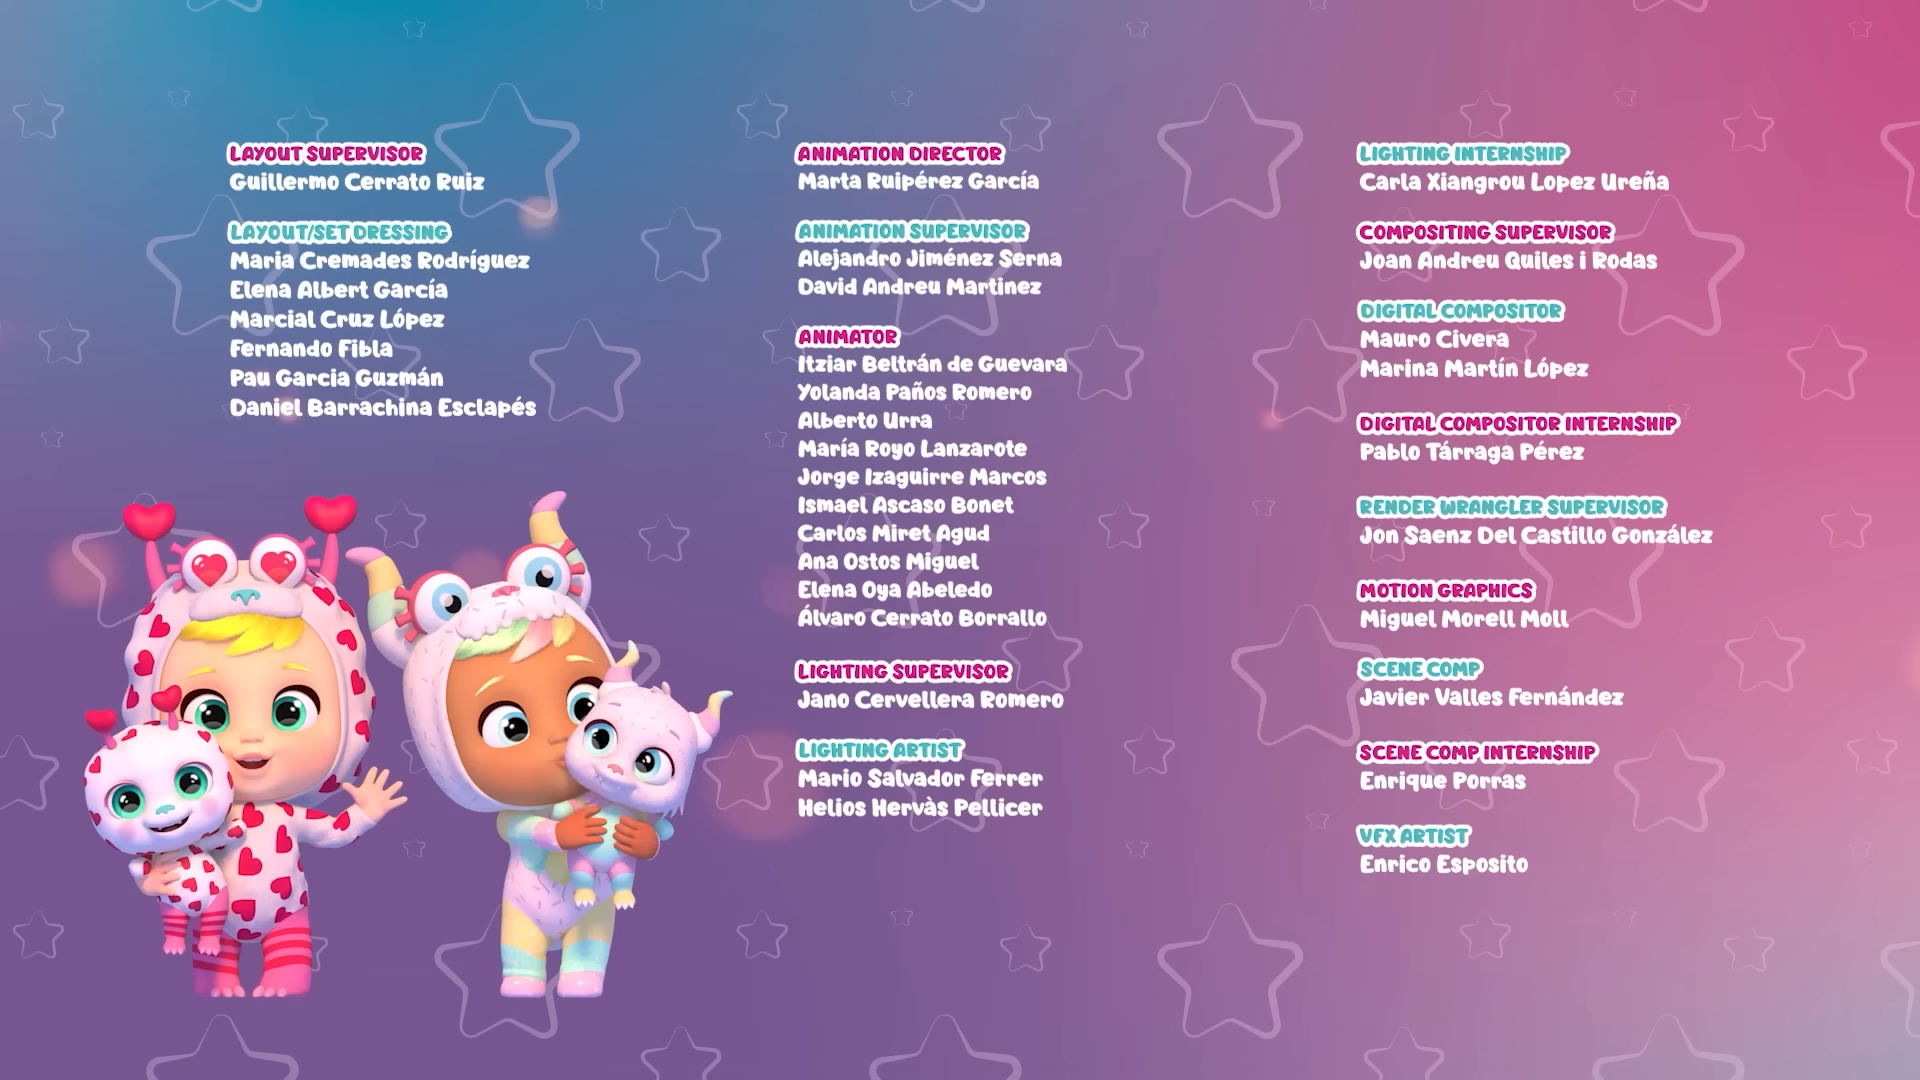 LAYOUT SUPERVISOR
Guillermo Cerrato Ruiz
LAYOUT/SET DRESSING
Maria Cremades Rodríguez
Elena Albert García
Marcial Cruz López
Fernando Fibla
Pau Garcia Guzmán
Daniel Barrachina Esclapés
ANIMATION DIRECTOR
Marta Ruipérez García
ANIMATION SUPERVISOR
Alejandro Jiménez Serna
David Andreu Martinez
ANIMATOR
Itziar Beltrán de Guevara
Yolanda Paños Romero
Alberto Urra
María Royo Lanzarote
Jorge Izaguirre Marcos
Ismael Ascaso Bonet
Carlos Miret Agud
Ana Ostos Miguel
Elena Oya Abeledo
Álvaro Cerrato Borrallo
LIGHTING SUPERVISOR
Jano Cervellera Romero
LIGHTING ARTIST
Mario Salvador Ferrer
Helios Hervàs Pellicer
LIGHTING INTERNSHIP
Carla Xiangrou Lopez Ureña
COMPOSITING SUPERVISOR
Joan Andreu Quiles i Rodas
DIGITAL COMPOSITOR
Mauro Civera
Marina Martín López
DIGITAL COMPOSITOR INTERNSHIP
Pablo Tárraga Pérez
RENDER WRANGLER SUPERVISOR
Jon Saenz Del Castillo González
MOTION GRAPHICS
Miguel Morell Moll
SCENE COMP
Javier Valles Fernández
SCENE COMP INTERNSHIP
Enrique Porras
VFX ARTIST
Enrico Esposito